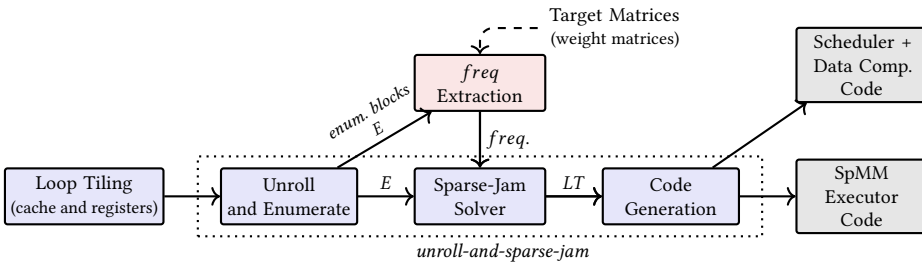 Target Matrices
(weight matrices)
freq
Extraction
Scheduler +
Data Comp.
Code
enum. blocks
E
freq.
Loop Tiling
(cache and registers)
Unroll
and Enumerate
E
Sparse-Jam
Solver
LT
Code
Generation
SpMM
Executor
Code
unroll-and-sparse-jam